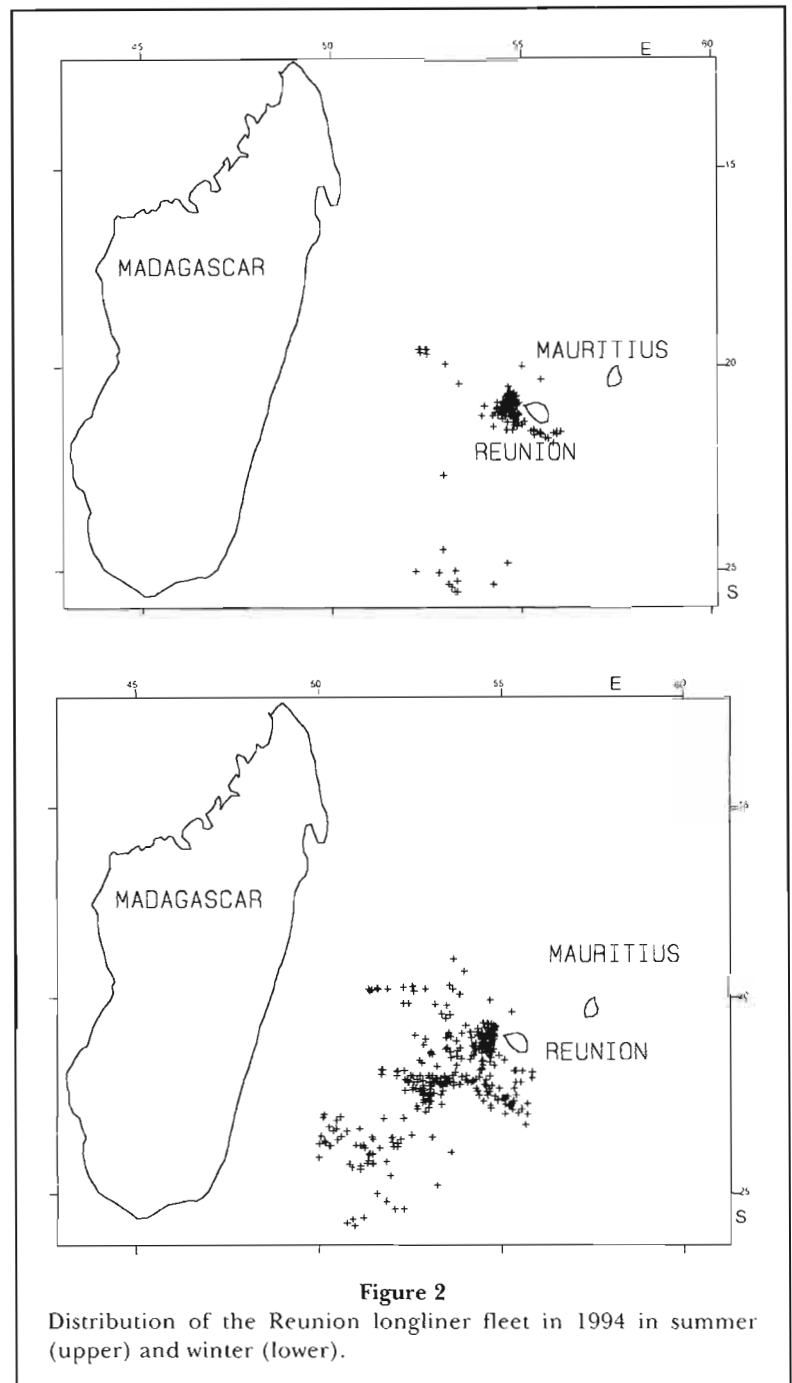 45 50 55 E 60
15
MADAGASCAR
MAURITIUS
20
REUNION
25
S
45 50 55 E 60
15
MADAGASCAR
MAURITIUS
20
REUNION
25
S
Figure 2
Distribution of the Reunion longliner fleet in 1994 in summer
(upper) and winter (lower).